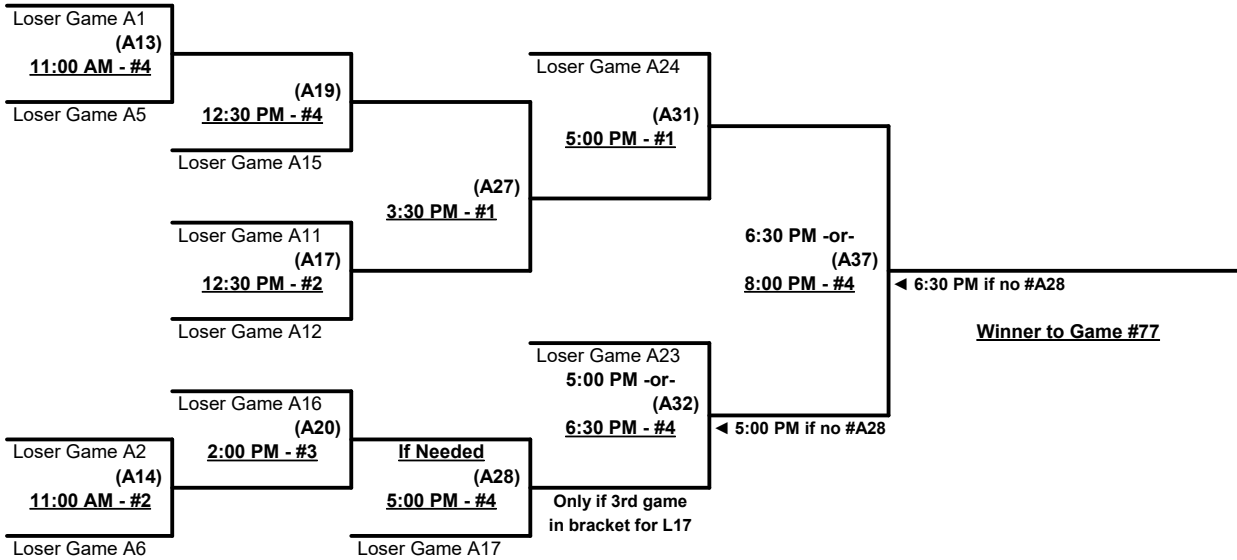 Loser Game A1
(A13)
11:00 AM - #4
Loser Game A5
(A19)
12:30 PM - #4
Loser Game A15
Loser Game A24
(A31)
5:00 PM - #1
(A27)
3:30 PM - #1
Loser Game A11
(A17)
12:30 PM - #2
Loser Game A12
6:30 PM -or-
(A37)
8:00 PM - #4
◄ 6:30 PM if no #A28
Winner to Game #77
Loser Game A23
5:00 PM -or-
(A32)
6:30 PM - #4
◄ 5:00 PM if no #A28
Loser Game A16
(A20)
2:00 PM - #3
Loser Game A2
(A14)
11:00 AM - #2
Loser Game A6
If Needed
(A28)
5:00 PM - #4
Loser Game A17
Only if 3rd game
in bracket for L17